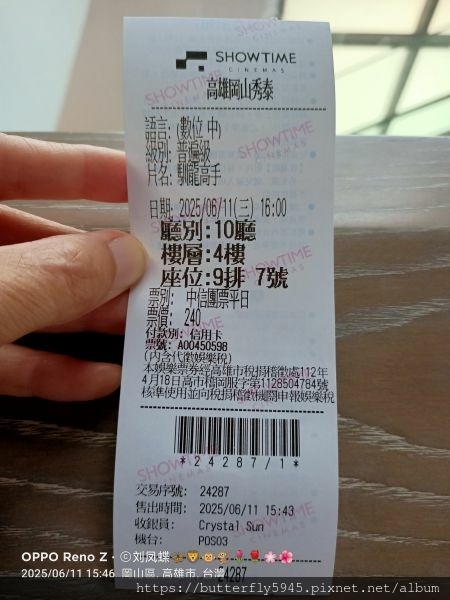 SHOWTIME
CINEMAS
高雄岡山秀泰
語言: (數位 中)
級別: 普遍級
片名: 馴龍高手
日期: 2025/06/11(三) 16:00
廳別:10廳
樓層:4樓
座位:9排 7號
票別: 中信團票平日
票價: 240
付款別: 信用卡
票號: A00450598
(內含代徵娛樂稅)
本娛樂票券經高雄市稅捐稽徵處112年
4月18日高市稽岡服字第1128504784號
核準使用並向稅捐稽徵機關申報娛樂稅
*24287/1*
交易序號: 24287
售出時間: 2025/06/11 15:43
收銀員: Crystal Sun
機台: POS03
24287
OPPO Reno Z · ⓒ刘凤蝶
2025/06/11 15:46 岡山區, 高雄市, 台灣
https://butterfly5945.pixnet.net/album